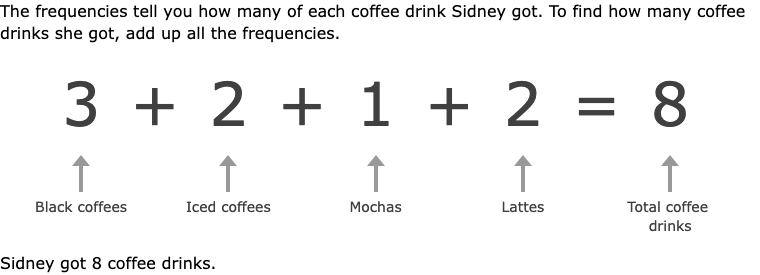 The frequencies tell you how many of each coffee drink Sidney got. To find how many coffee
drinks she got, add up all the frequencies.
3 + 2 + 1 + 2 = 8
Black coffees Iced coffees Mochas Lattes Total coffee
drinks
Sidney got 8 coffee drinks.